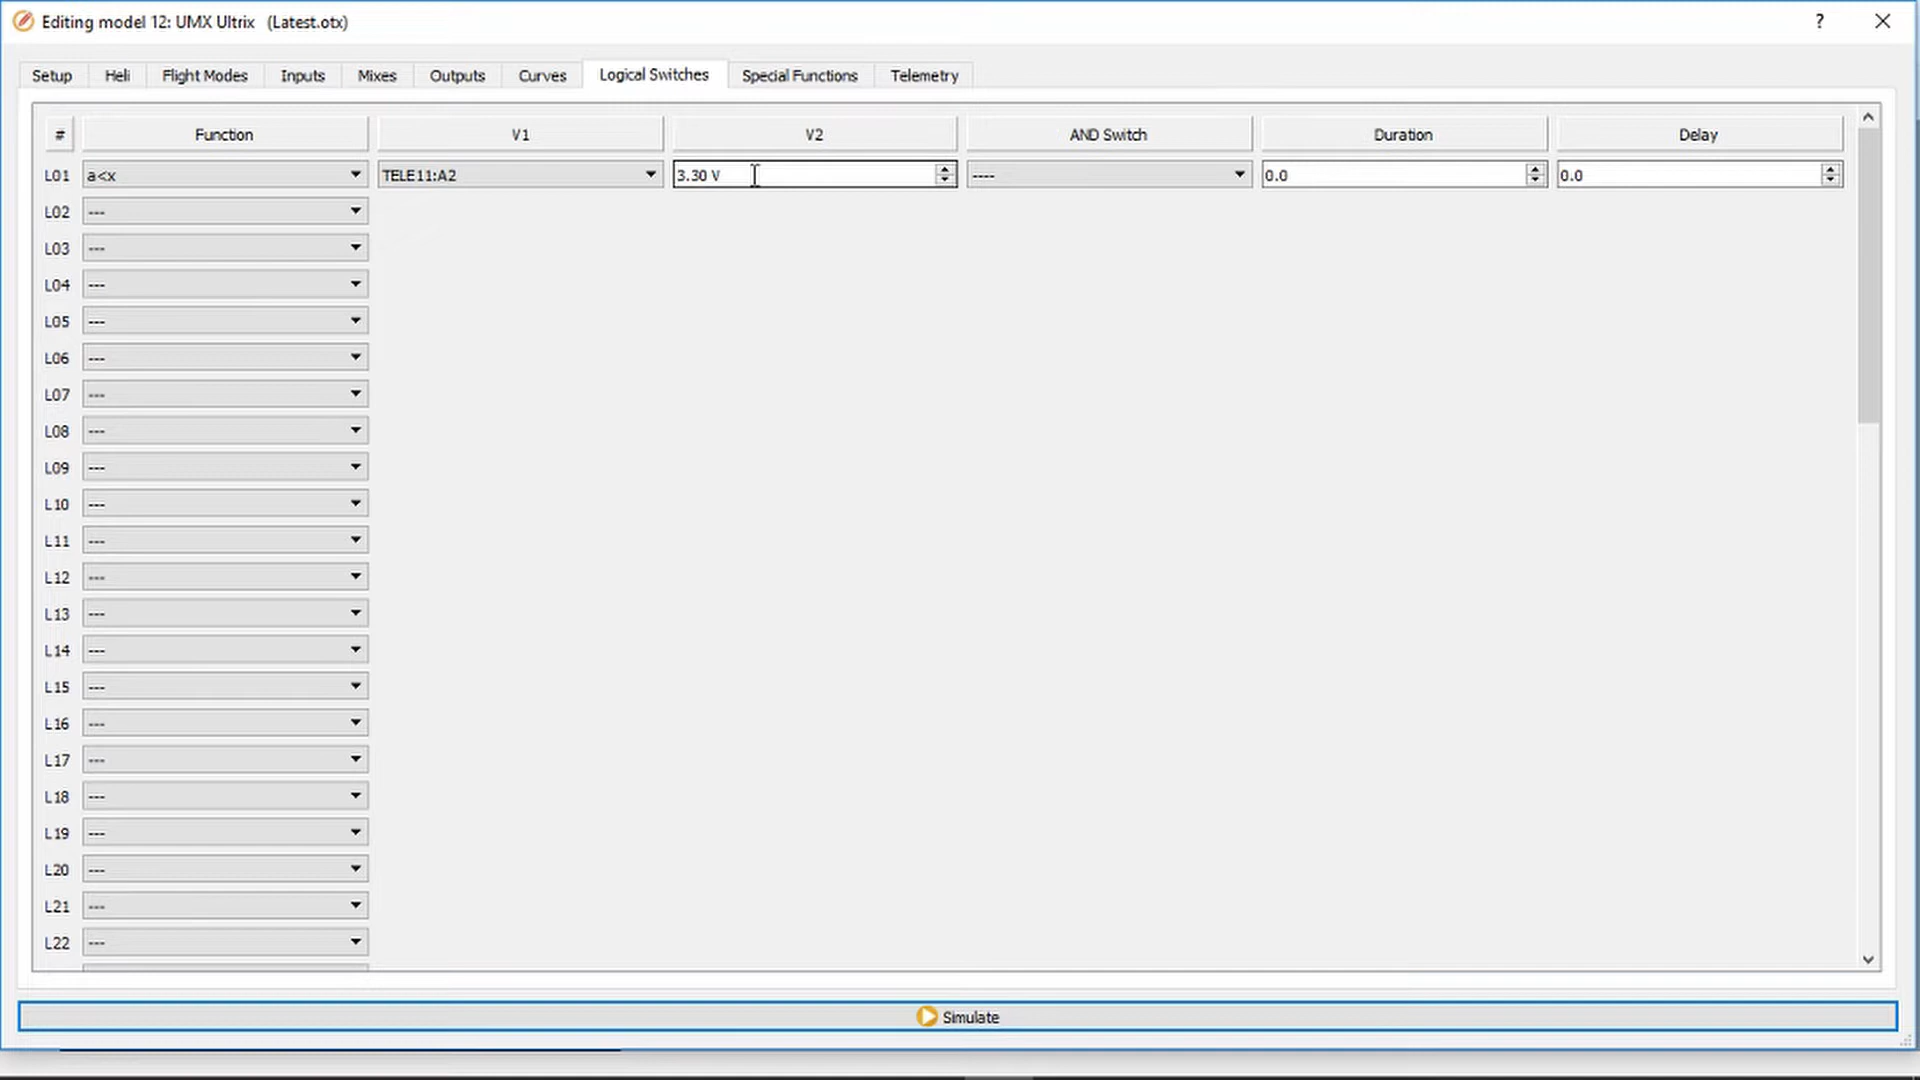 Editing model 12: UMX Ultrix (Latest.otx) ?
Setup Heli Flight Modes Inputs Mixes Outputs Curves Logical Switches Special Functions Telemetry
# Function V1 V2 AND Switch Duration Delay
L01 a<x TELE11:A2 3.30 V ---- 0.0 0.0
L02 ---
L03 ---
L04 ---
L05 ---
L06 ---
L07 ---
L08 ---
L09 ---
L10 ---
L11 ---
L12 ---
L13 ---
L14 ---
L15 ---
L16 ---
L17 ---
L18 ---
L19 ---
L20 ---
L21 ---
L22 ---
Simulate